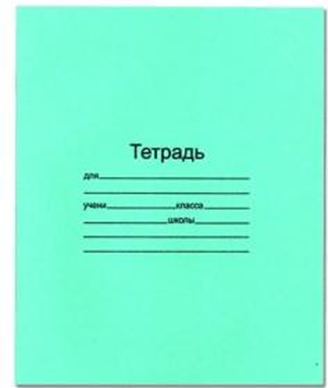 Тетрадь
для
учени класса
школы